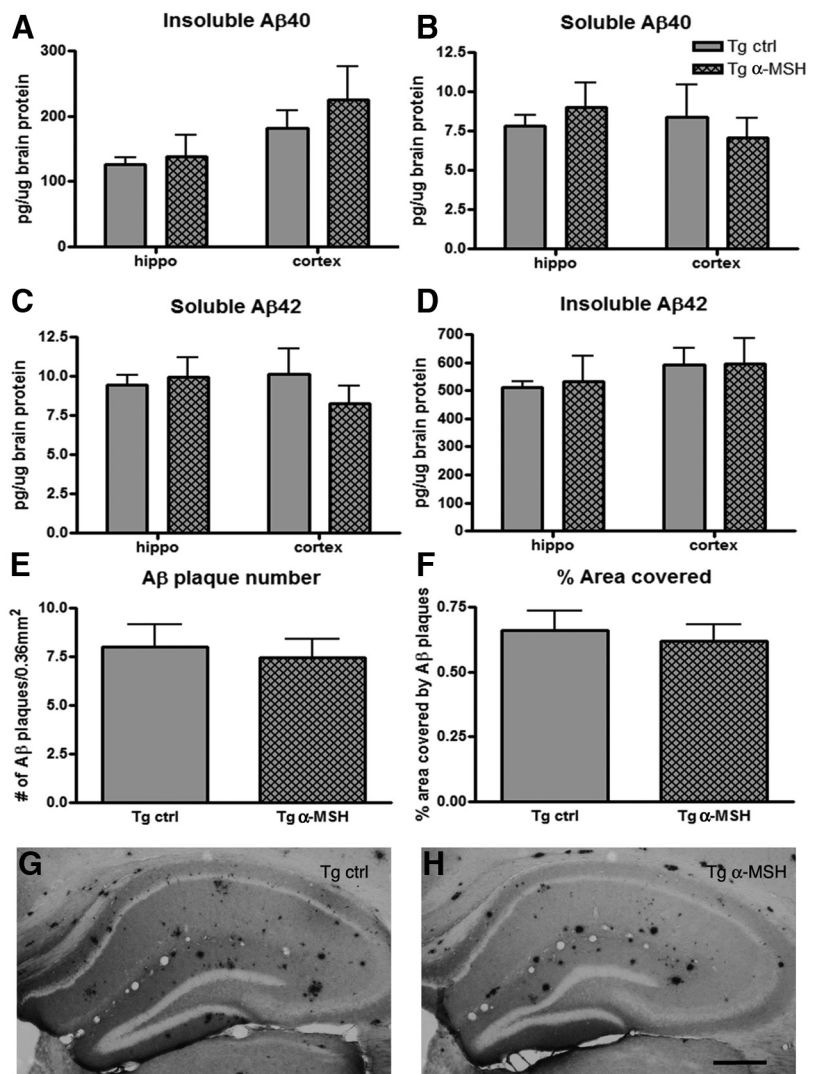 A
Insoluble Aβ40
pg/ug brain protein
300
200
100
0
hippo
cortex
B
Soluble Aβ40
Tg ctrl
Tg α-MSH
pg/ug brain protein
12.5
10.0
7.5
5.0
2.5
0.0
hippo
cortex
C
Soluble Aβ42
pg/ug brain protein
12.5
10.0
7.5
5.0
2.5
0.0
hippo
cortex
D
Insoluble Aβ42
pg/ug brain protein
700
600
500
400
300
200
100
0
hippo
cortex
E
Aβ plaque number
# of Aβ plaques/0.36mm²
10.0
7.5
5.0
2.5
0.0
Tg ctrl
Tg α-MSH
F
% Area covered
% area covered by Aβ plaques
0.75
0.50
0.25
0.00
Tg ctrl
Tg α-MSH
G
Tg ctrl
H
Tg α-MSH